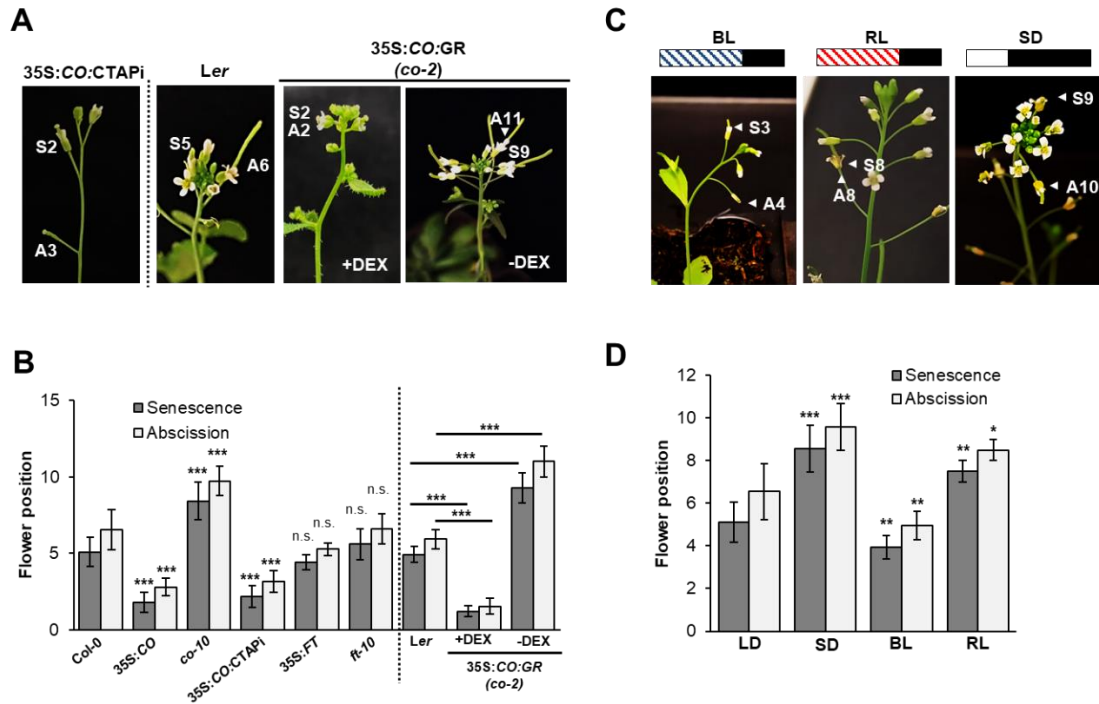 A
35S:CO:GR
(co-2)
35S:CO:CTAPi
Ler
S2
A3
S5
A6
S2
A2
+DEX
A11
S9
-DEX
C
BL
RL
SD
S3
A4
S8
A8
S9
A10
B
Senescence
Abscission
Flower position
15
10
5
0
*** *** *** *** *** *** n.s. n.s. n.s. n.s. *** *** *** ***
Col-0
35S:CO
co-10
35S:CO:CTAPi
35S:FT
ft-10
Ler
+DEX
-DEX
35S:CO:GR
(co-2)
D
Senescence
Abscission
Flower position
12
10
8
6
4
2
0
*** *** ** ** ** *
LD
SD
BL
RL